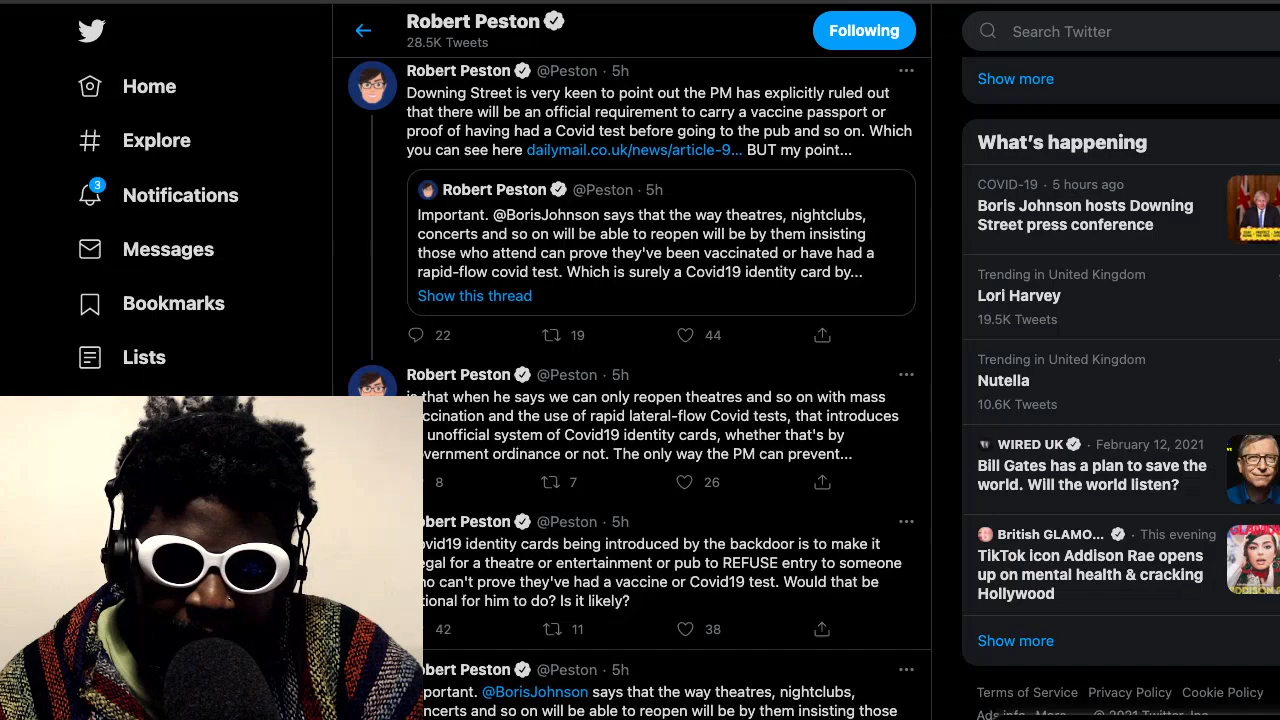 Home
Explore
Notifications
3
Messages
Bookmarks
Lists
Robert Peston
28.5K Tweets
Following
Robert Peston @Peston · 5h
Downing Street is very keen to point out the PM has explicitly ruled out
that there will be an official requirement to carry a vaccine passport or
proof of having had a Covid test before going to the pub and so on. Which
you can see here dailymail.co.uk/news/article-9... BUT my point...
Robert Peston @Peston · 5h
Important. @BorisJohnson says that the way theatres, nightclubs,
concerts and so on will be able to reopen will be by them insisting
those who attend can prove they've been vaccinated or have had a
rapid-flow covid test. Which is surely a Covid19 identity card by...
Show this thread
22 19 44
Robert Peston @Peston · 5h
is that when he says we can only reopen theatres and so on with mass
ccination and the use of rapid lateral-flow Covid tests, that introduces
unofficial system of Covid19 identity cards, whether that's by
vernment ordinance or not. The only way the PM can prevent...
8 7 26
obert Peston @Peston · 5h
ovid19 identity cards being introduced by the backdoor is to make it
egal for a theatre or entertainment or pub to REFUSE entry to someone
o can't prove they've had a vaccine or Covid19 test. Would that be
tional for him to do? Is it likely?
42 11 38
obert Peston @Peston · 5h
portant. @BorisJohnson says that the way theatres, nightclubs,
ncerts and so on will be able to reopen will be by them insisting those
Search Twitter
Show more
What's happening
COVID-19 · 5 hours ago
Boris Johnson hosts Downing
Street press conference
Trending in United Kingdom
Lori Harvey
19.5K Tweets
Trending in United Kingdom
Nutella
10.6K Tweets
WIRED UK · February 12, 2021
Bill Gates has a plan to save the
world. Will the world listen?
British GLAMO... · This evening
TikTok icon Addison Rae opens
up on mental health & cracking
Hollywood
Show more
Terms of Service Privacy Policy Cookie Policy
Ads info More © 2021 Twitter, Inc.